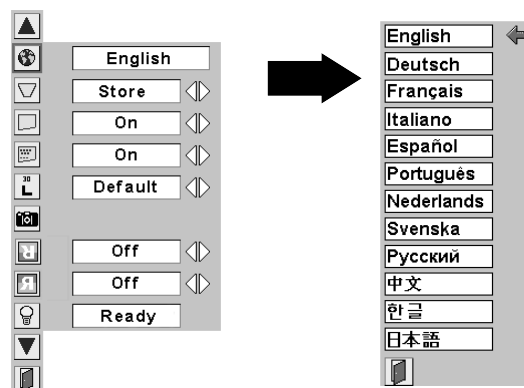 English
Store
On
On
30
L
Default
Off
Off
Ready
English
Deutsch
Français
Italiano
Español
Português
Nederlands
Svenska
Русский
中文
한글
日本語